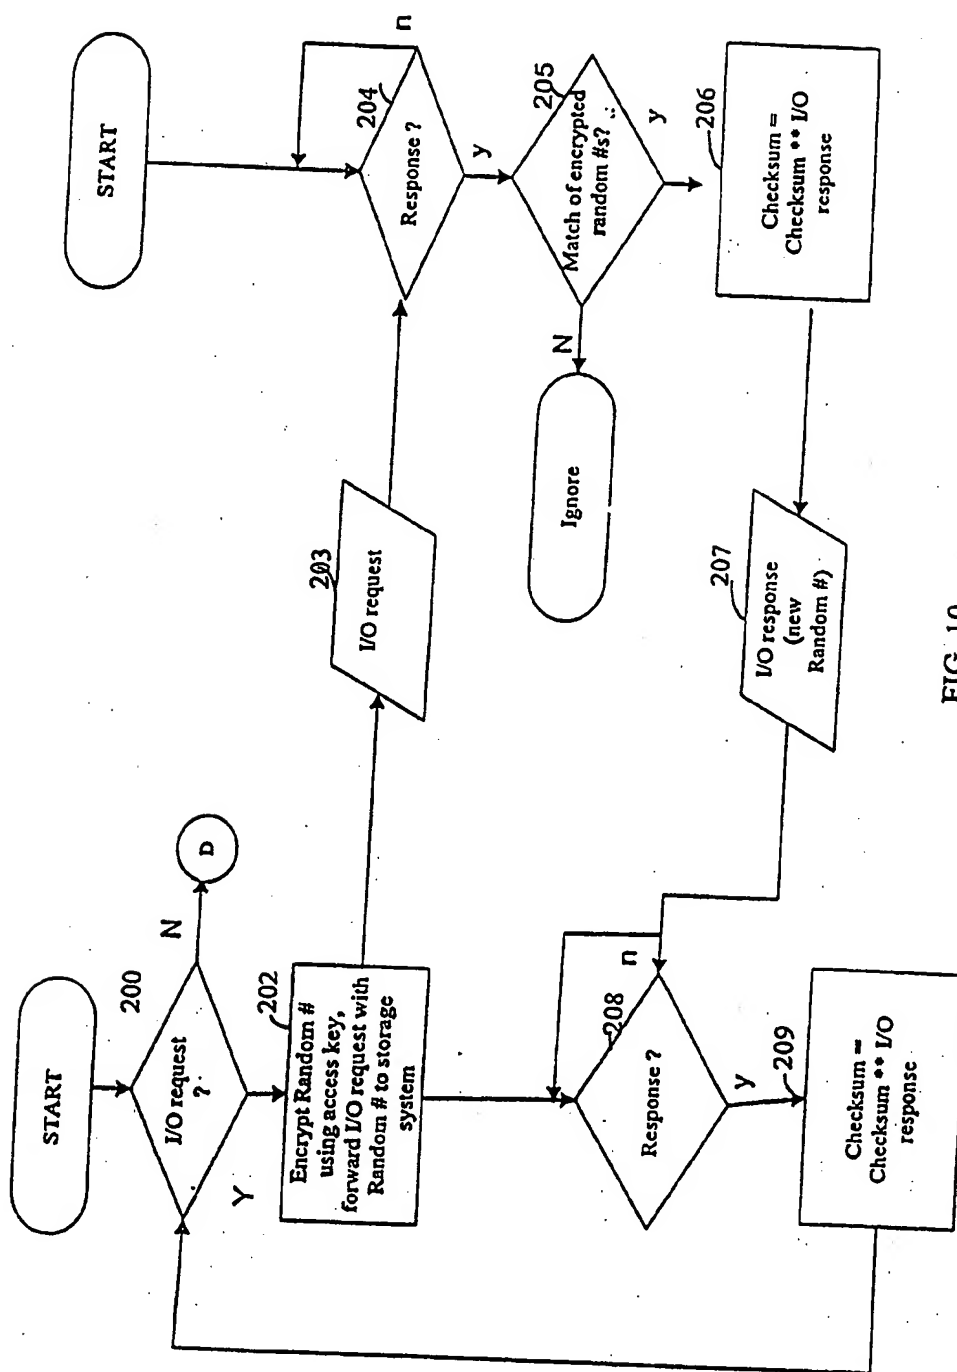 START
200
I/O request
?
N
D
Y
202
Encrypt Random #
using access key,
forward I/O request with
Random # to storage
system
203
I/O request
START
n
204
Response ?
y
205
Match of encrypted
random #s?
N
Ignore
y
206
Checksum =
Checksum ** I/O
response
207
I/O response
(new
Random #)
n
208
Response ?
y
209
Checksum =
Checksum ** I/O
response
FIG. 10